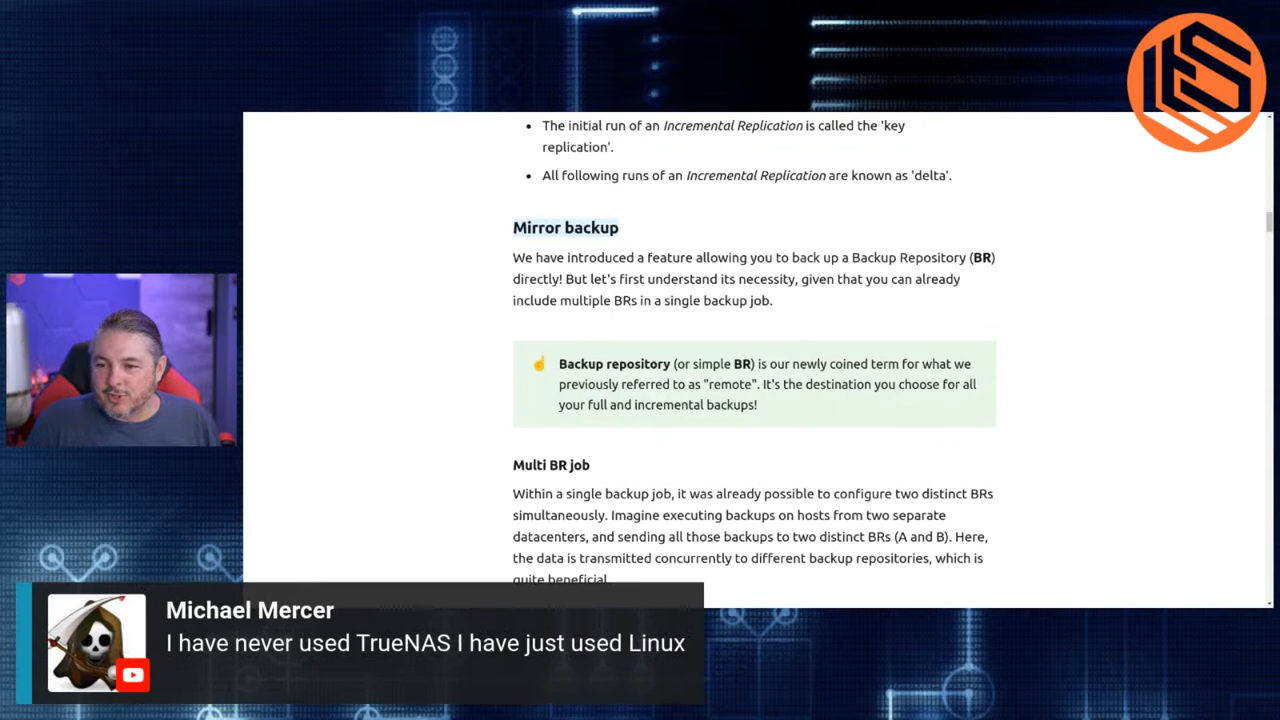 • The initial run of an Incremental Replication is called the 'key
replication'.
• All following runs of an Incremental Replication are known as 'delta'.
Mirror backup
We have introduced a feature allowing you to back up a Backup Repository (BR)
directly! But let's first understand its necessity, given that you can already
include multiple BRs in a single backup job.
☝ Backup repository (or simple BR) is our newly coined term for what we
previously referred to as "remote". It's the destination you choose for all
your full and incremental backups!
Multi BR job
Within a single backup job, it was already possible to configure two distinct BRs
simultaneously. Imagine executing backups on hosts from two separate
datacenters, and sending all those backups to two distinct BRs (A and B). Here,
the data is transmitted concurrently to different backup repositories, which is
quite beneficial.
Michael Mercer
I have never used TrueNAS I have just used Linux